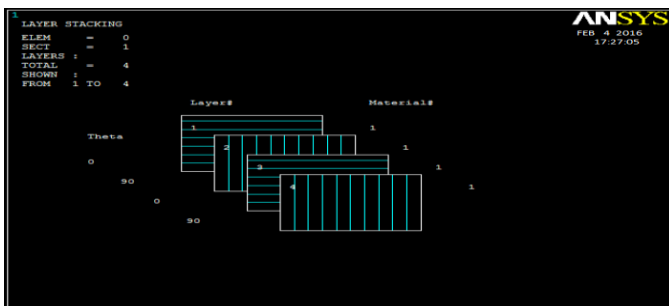 1
LAYER STACKING
ANSYS
FEB 4 2016
17:27:05
ELEM = 0
SECT = 1
LAYERS :
TOTAL = 4
SHOWN :
FROM 1 TO 4
Layer# Material#
1 1
Theta
2 1
0 3 1
90 4 1
0
90